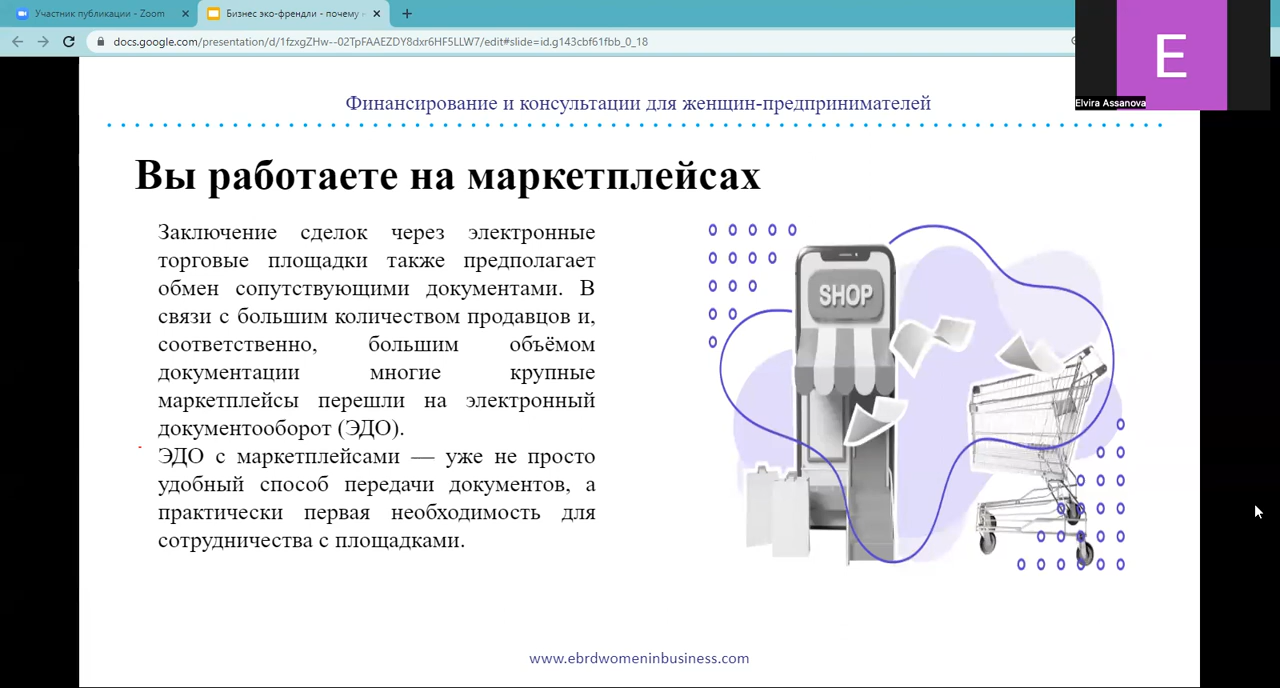 Участник публикации - Zoom
Бизнес эко-френдли - почему
docs.google.com/presentation/d/1fzxgZHw--02TpFAAEZDY8dxr6HF5LLW7/edit#slide=id.g143cbf61fbb_0_18
E
Elvira Assanova
Финансирование и консультации для женщин-предпринимателей
Вы работаете на маркетплейсах
Заключение сделок через электронные
торговые площадки также предполагает
обмен сопутствующими документами. В
связи с большим количеством продавцов и,
соответственно, большим объёмом
документации многие крупные
маркетплейсы перешли на электронный
документооборот (ЭДО).
ЭДО с маркетплейсами — уже не просто
удобный способ передачи документов, а
практически первая необходимость для
сотрудничества с площадками.
SHOP
www.ebrdwomeninbusiness.com